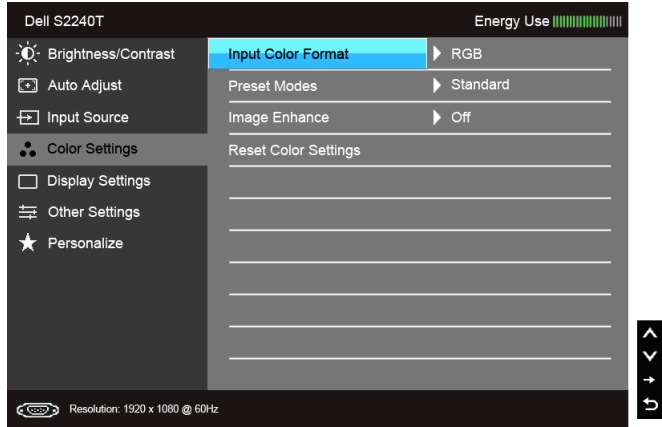 Dell S2240T Energy Use
Brightness/Contrast Input Color Format RGB
Auto Adjust Preset Modes Standard
Input Source Image Enhance Off
Color Settings Reset Color Settings
Display Settings
Other Settings
Personalize
Resolution: 1920 x 1080 @ 60Hz